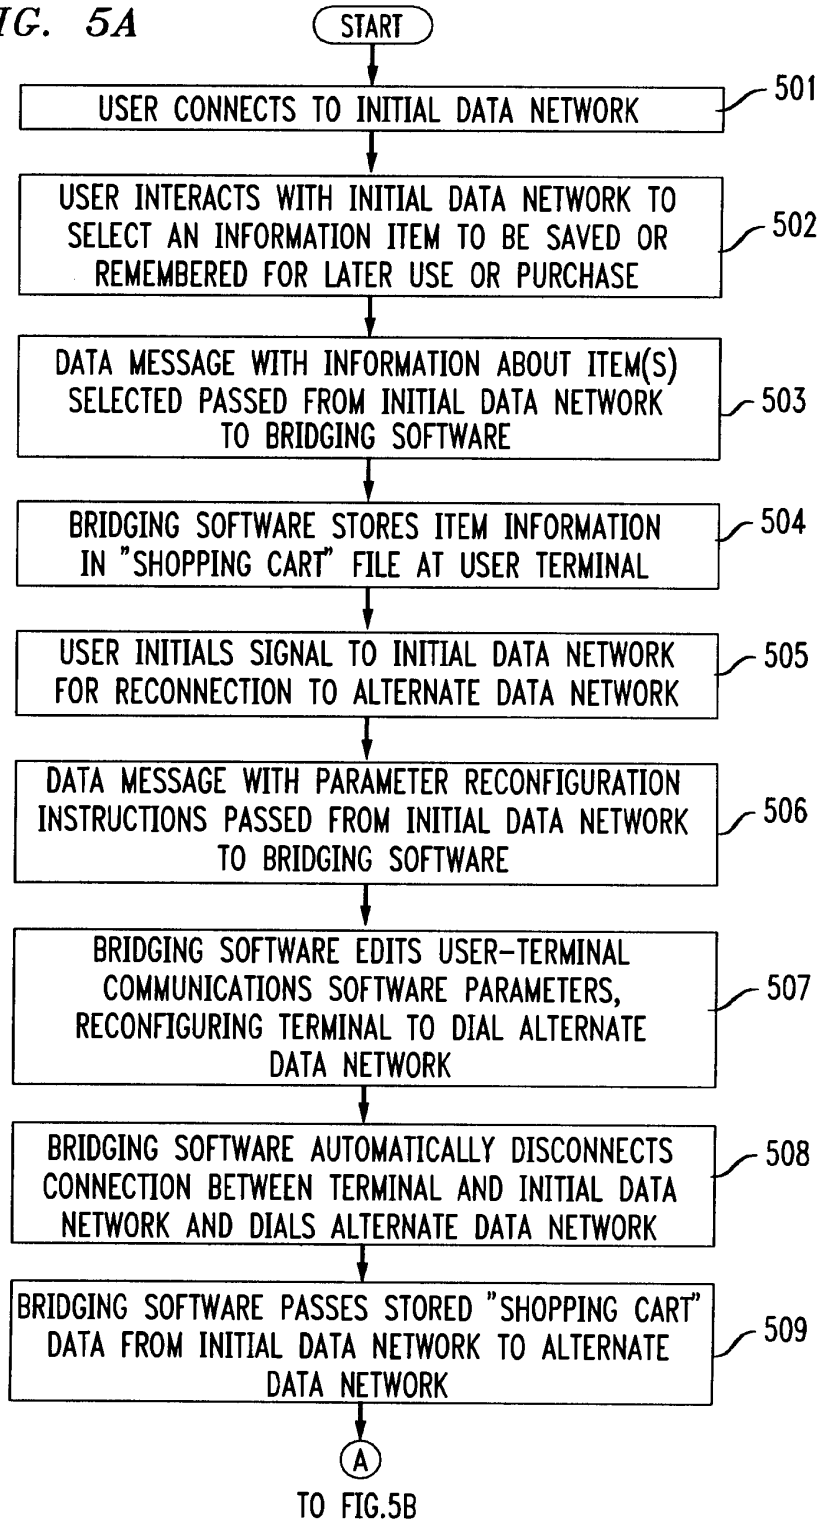 IG. 5A
START
USER CONNECTS TO INITIAL DATA NETWORK
501
USER INTERACTS WITH INITIAL DATA NETWORK TO
SELECT AN INFORMATION ITEM TO BE SAVED OR
REMEMBERED FOR LATER USE OR PURCHASE
502
DATA MESSAGE WITH INFORMATION ABOUT ITEM(S)
SELECTED PASSED FROM INITIAL DATA NETWORK
TO BRIDGING SOFTWARE
503
BRIDGING SOFTWARE STORES ITEM INFORMATION
IN "SHOPPING CART" FILE AT USER TERMINAL
504
USER INITIALS SIGNAL TO INITIAL DATA NETWORK
FOR RECONNECTION TO ALTERNATE DATA NETWORK
505
DATA MESSAGE WITH PARAMETER RECONFIGURATION
INSTRUCTIONS PASSED FROM INITIAL DATA NETWORK
TO BRIDGING SOFTWARE
506
BRIDGING SOFTWARE EDITS USER-TERMINAL
COMMUNICATIONS SOFTWARE PARAMETERS,
RECONFIGURING TERMINAL TO DIAL ALTERNATE
DATA NETWORK
507
BRIDGING SOFTWARE AUTOMATICALLY DISCONNECTS
CONNECTION BETWEEN TERMINAL AND INITIAL DATA
NETWORK AND DIALS ALTERNATE DATA NETWORK
508
BRIDGING SOFTWARE PASSES STORED "SHOPPING CART"
DATA FROM INITIAL DATA NETWORK TO ALTERNATE
DATA NETWORK
509
A
TO FIG.5B